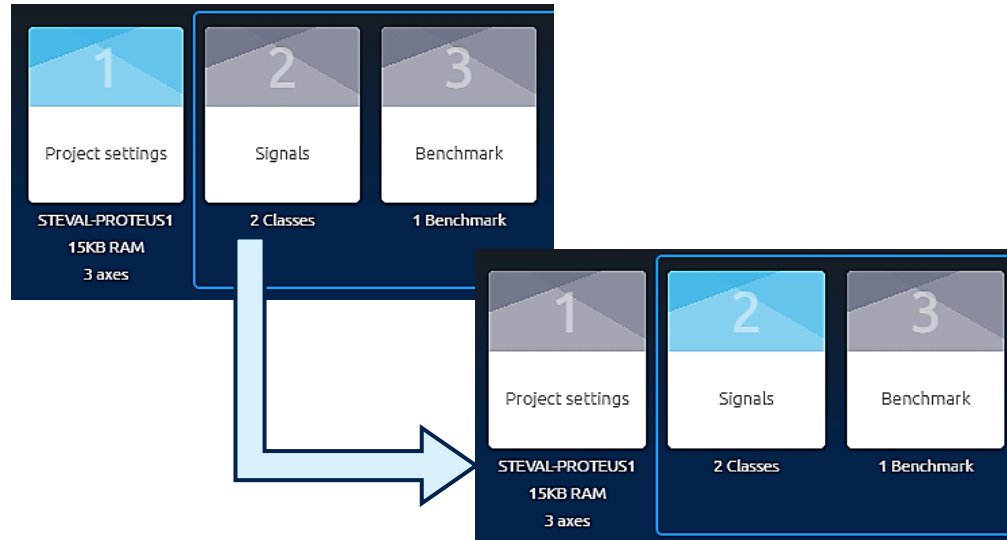 1
2
3
Project settings
Signals
Benchmark
STEVAL-PROTEUS1
2 Classes
1 Benchmark
15KB RAM
3 axes
1
2
3
Project settings
Signals
Benchmark
STEVAL-PROTEUS1
2 Classes
1 Benchmark
15KB RAM
3 axes